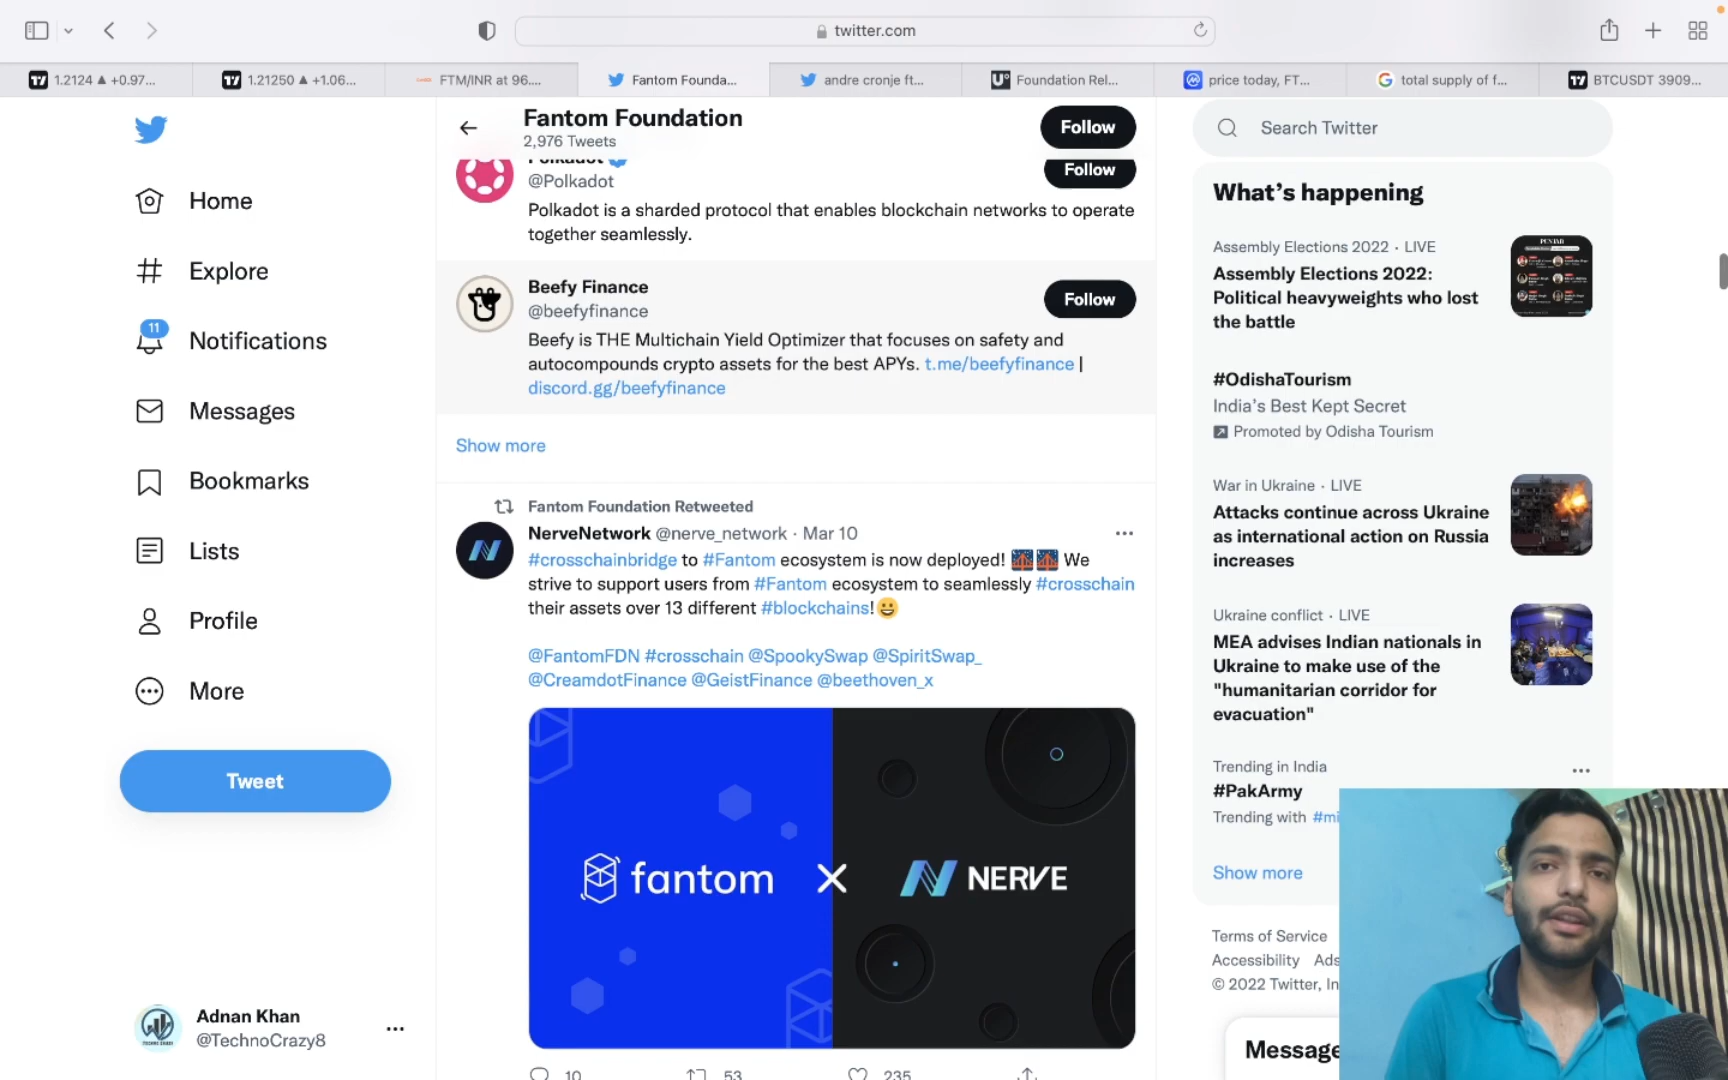 twitter.com
1.2124 ▲ +0.97...
1.21250 ▲ +1.06...
FTM/INR at 96....
Fantom Founda...
andre cronje ft...
Foundation Rel...
price today, FT...
total supply of f...
BTCUSDT 3909...
Home
Explore
11
Notifications
Messages
Bookmarks
Lists
Profile
More
Tweet
Adnan Khan
@TechnoCrazy8
Fantom Foundation
2,976 Tweets
Follow
Polkadot
@Polkadot
Follow
Polkadot is a sharded protocol that enables blockchain networks to operate
together seamlessly.
Beefy Finance
@beefyfinance
Follow
Beefy is THE Multichain Yield Optimizer that focuses on safety and
autocompounds crypto assets for the best APYs. t.me/beefyfinance |
discord.gg/beefyfinance
Show more
Fantom Foundation Retweeted
NerveNetwork @nerve_network · Mar 10
#crosschainbridge to #Fantom ecosystem is now deployed! 🌉🌉 We
strive to support users from #Fantom ecosystem to seamlessly #crosschain
their assets over 13 different #blockchains!😀
@FantomFDN #crosschain @SpookySwap @SpiritSwap_
@CreamdotFinance @GeistFinance @beethoven_x
fantom X NERVE
10 53 235
Search Twitter
What's happening
Assembly Elections 2022 · LIVE
Assembly Elections 2022:
Political heavyweights who lost
the battle
PUNJAB
#OdishaTourism
India's Best Kept Secret
Promoted by Odisha Tourism
War in Ukraine · LIVE
Attacks continue across Ukraine
as international action on Russia
increases
Ukraine conflict · LIVE
MEA advises Indian nationals in
Ukraine to make use of the
"humanitarian corridor for
evacuation"
Trending in India
#PakArmy
Trending with #mi
Show more
Terms of Service
Accessibility Ads
© 2022 Twitter, In
Message